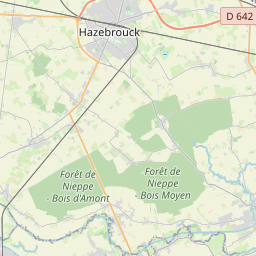 D 642
Hazebrouck
Forêt de
Nieppe
- Bois d'Amont
Forêt de
Nieppe
- Bois Moyen